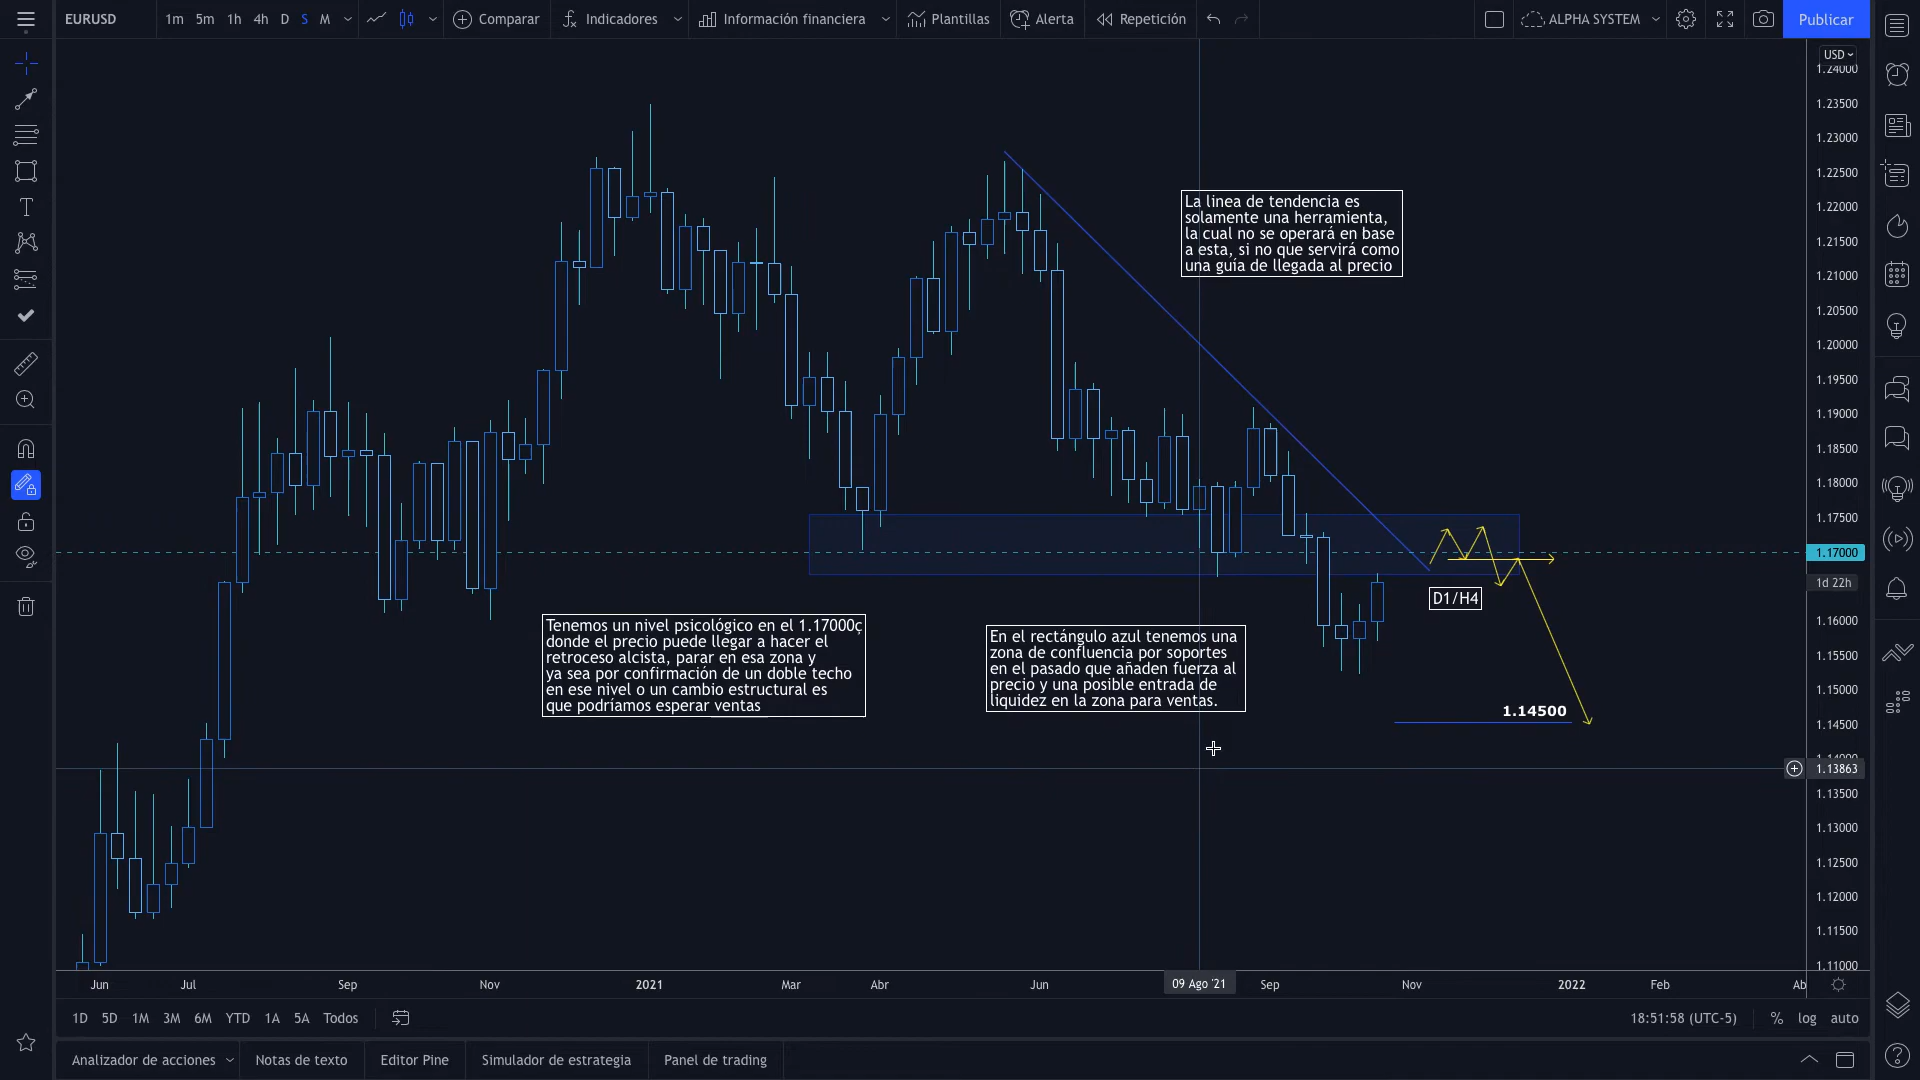 EURUSD 1m 5m 1h 4h D S M Comparar Indicadores Información financiera Plantillas Alerta Repetición ALPHA SYSTEM Publicar
USD
1.24000
1.23500
1.23000
1.22500
1.22000
1.21500
1.21000
1.20500
1.20000
1.19500
1.19000
1.18500
1.18000
1.17500
1.17000
1d 22h
1.16000
1.15500
1.15000
1.14500
1.14000
1.13863
1.13500
1.13000
1.12500
1.12000
1.11500
1.11000
La linea de tendencia es
solamente una herramienta,
la cual no se operará en base
a esta, si no que servirá como
una guía de llegada al precio
D1/H4
Tenemos un nivel psicológico en el 1.17000ç
donde el precio puede llegar a hacer el
retroceso alcista, parar en esa zona y
ya sea por confirmación de un doble techo
en ese nivel o un cambio estructural es
que podríamos esperar ventas
En el rectángulo azul tenemos una
zona de confluencia por soportes
en el pasado que añaden fuerza al
precio y una posible entrada de
liquidez en la zona para ventas.
1.14500
Jun Jul Sep Nov 2021 Mar Abr Jun 09 Ago '21 Sep Nov 2022 Feb Ab
1D 5D 1M 3M 6M YTD 1A 5A Todos 18:51:58 (UTC-5) % log auto
Analizador de acciones Notas de texto Editor Pine Simulador de estrategia Panel de trading